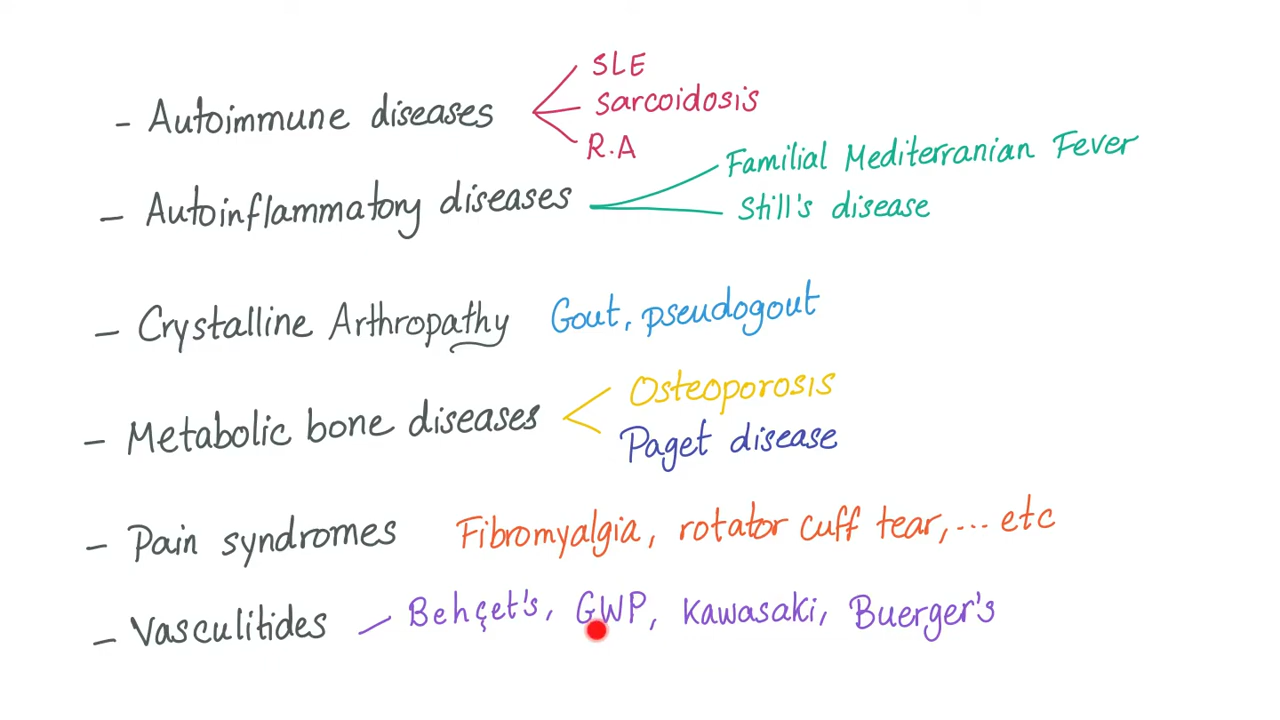 SLE
- Autoimmune diseases Sarcoidosis
R.A
Familial Mediterranian Fever
- Autoinflammatory diseases Still's disease
- Crystalline Arthropathy Gout, pseudogout
Osteoporosis
- Metabolic bone diseases Paget disease
- Pain syndromes Fibromyalgia, rotator cuff tear, ... etc
- Vasculitides Behçet's, GWP, Kawasaki, Buerger's